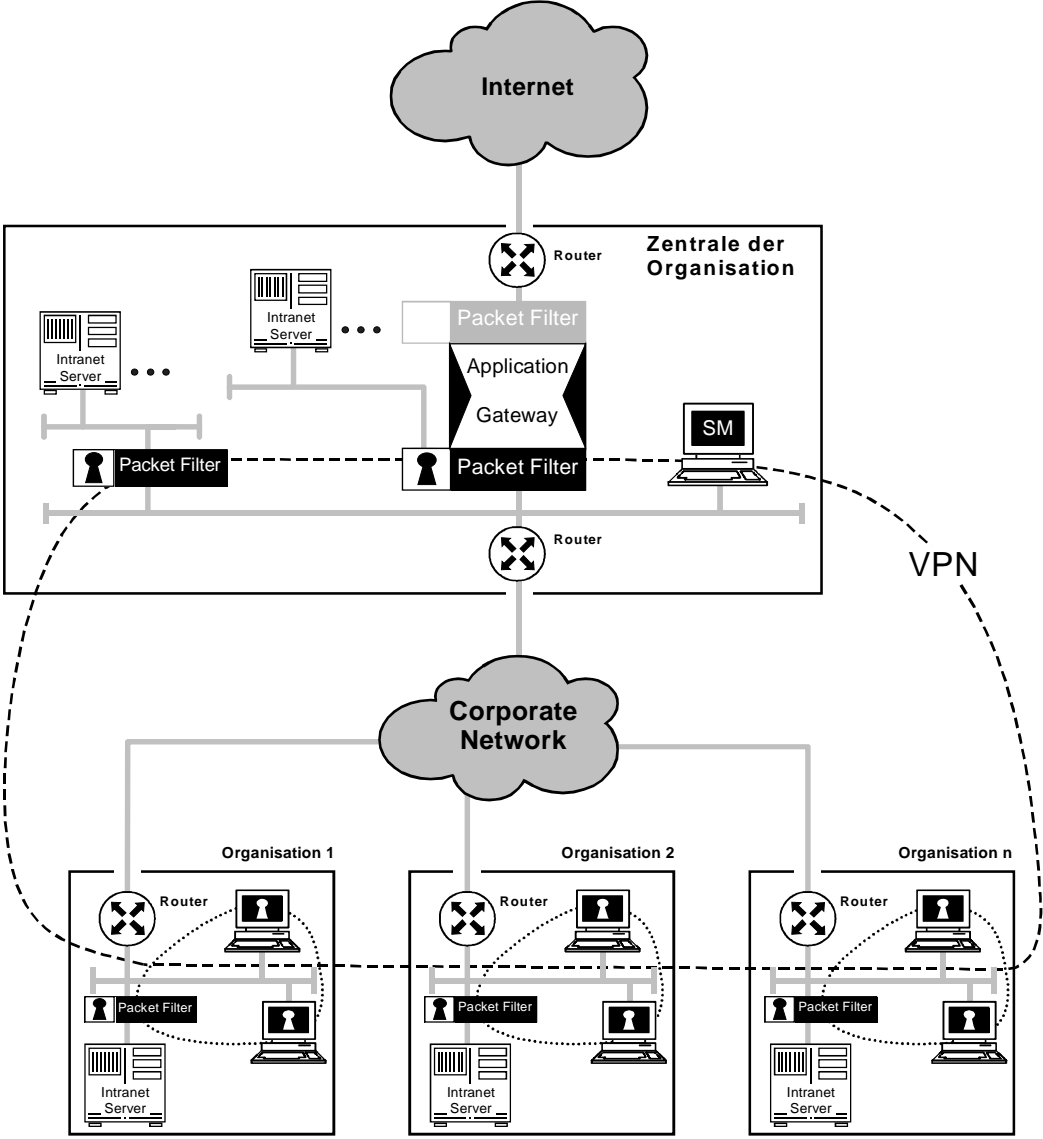 Internet
Zentrale der
Organisation
Router
Intranet
Server
Packet Filter
Intranet
Server
Application
Gateway
SM
Packet Filter
Packet Filter
Router
VPN
Corporate
Network
Organisation 1
Organisation 2
Organisation n
Router
Router
Router
Packet Filter
Packet Filter
Packet Filter
Intranet
Server
Intranet
Server
Intranet
Server